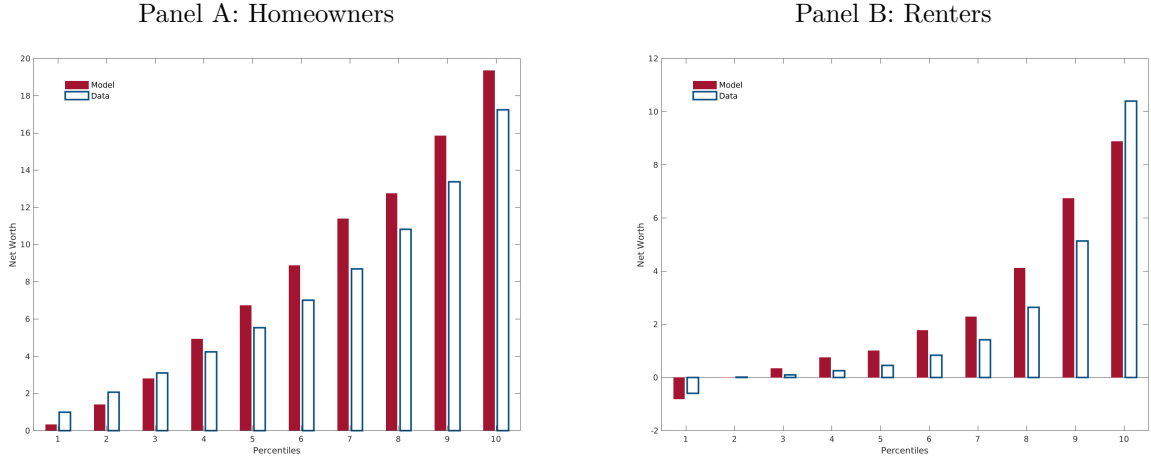 Panel A: Homeowners
20
18
16
14
12
10
8
6
4
2
0
Net Worth
Model
Data
1 2 3 4 5 6 7 8 9 10
Percentiles
Panel B: Renters
12
10
8
6
4
2
0
-2
Net Worth
Model
Data
1 2 3 4 5 6 7 8 9 10
Percentiles